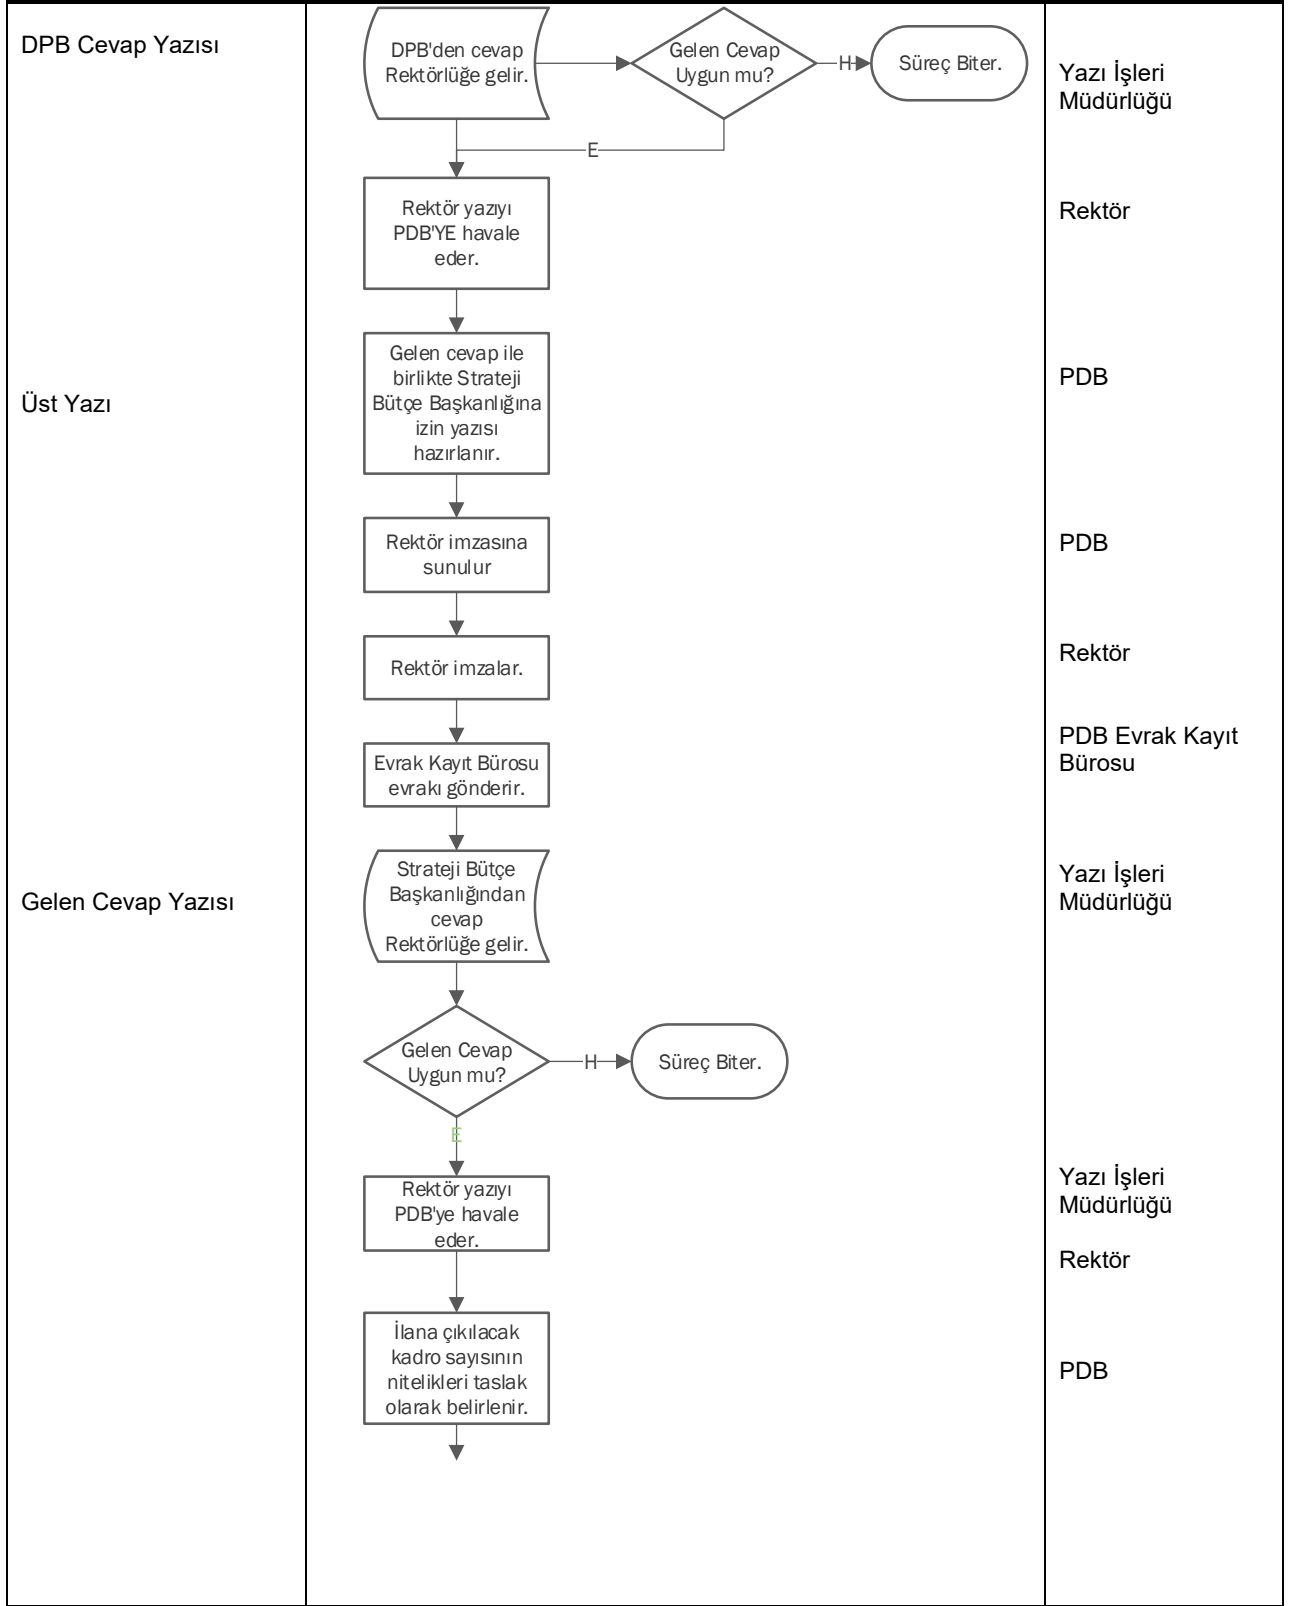 DPB Cevap Yazısı
DPB'den cevap
Rektörlüğe gelir.
Gelen Cevap
Uygun mu?
H
Süreç Biter.
Yazı İşleri
Müdürlüğü
E
Rektör yazıyı
PDB'YE havale
eder.
Rektör
Üst Yazı
Gelen cevap ile
birlikte Strateji
Bütçe Başkanlığına
izin yazısı
hazırlanır.
PDB
Rektör imzasına
sunulur
PDB
Rektör imzalar.
Rektör
Evrak Kayıt Bürosu
evrakı gönderir.
PDB Evrak Kayıt
Bürosu
Gelen Cevap Yazısı
Strateji Bütçe
Başkanlığından
cevap
Rektörlüğe gelir.
Yazı İşleri
Müdürlüğü
Gelen Cevap
Uygun mu?
H
Süreç Biter.
E
Rektör yazıyı
PDB'ye havale
eder.
Yazı İşleri
Müdürlüğü
Rektör
İlana çıkılacak
kadro sayısının
nitelikleri taslak
olarak belirlenir.
PDB